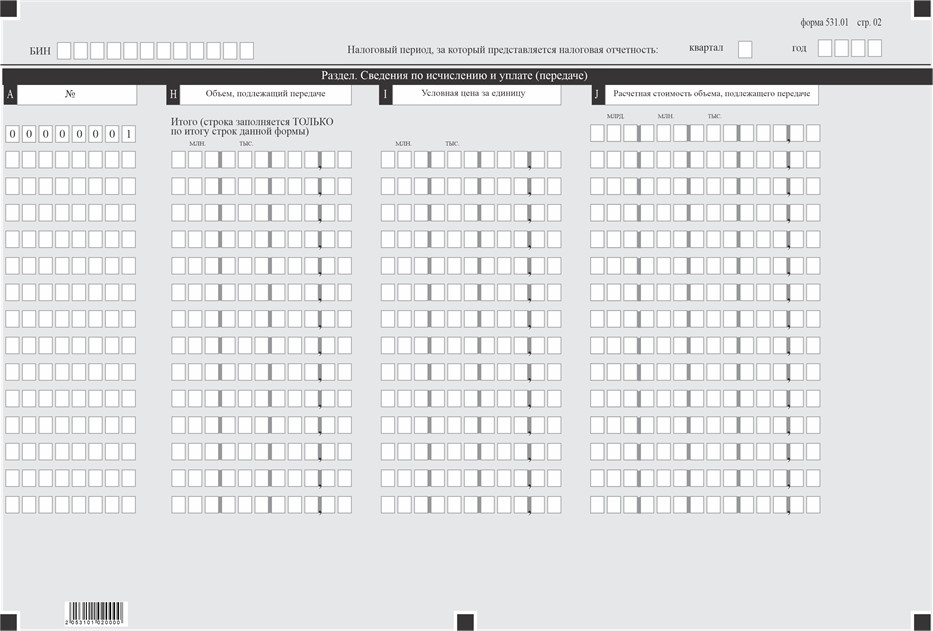 форма 531.01 стр. 02
БИН Налоговый период, за который представляется налоговая отчетность: квартал год
Раздел. Сведения по исчислению и уплате (передаче)
A № H Объем, подлежащий передаче I Условная цена за единицу J Расчетная стоимость объема, подлежащего передаче
млрд. млн. тыс.
Итого (строка заполняется ТОЛЬКО
0 0 0 0 0 0 0 1 по итогу строк данной формы)
млн. тыс. млн. тыс.
2 053101 020000